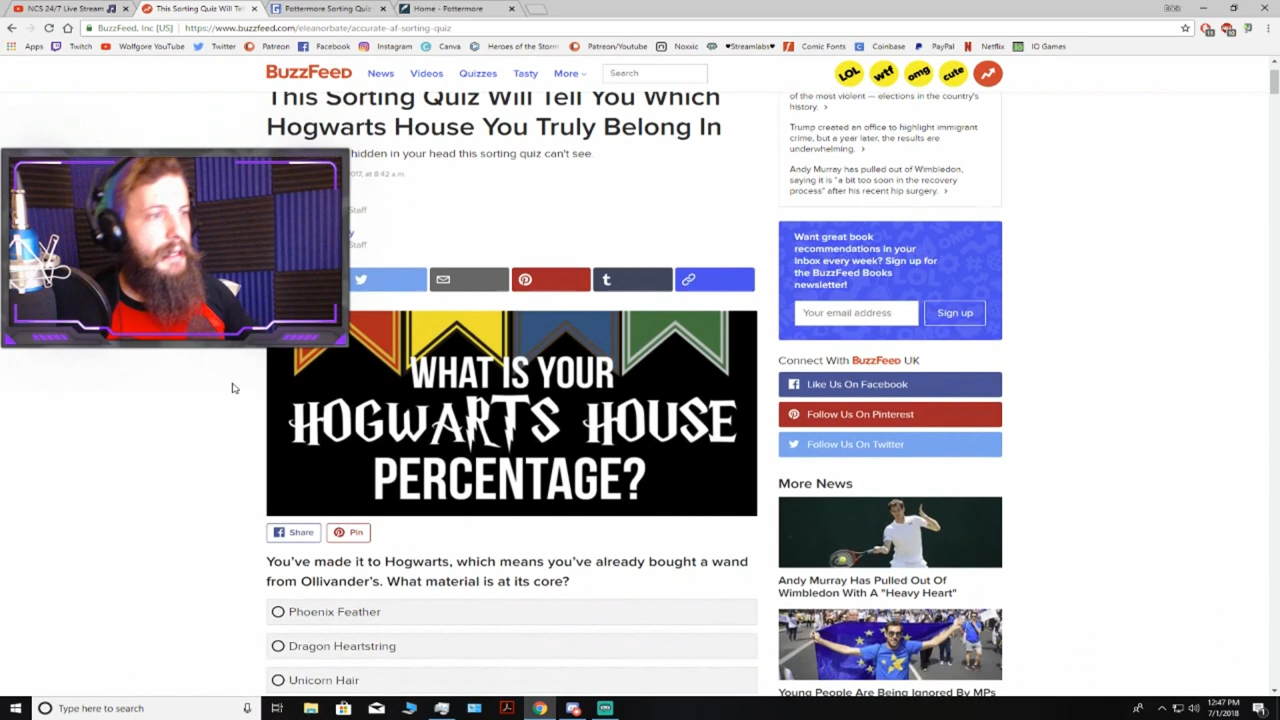 NCS 24/7 Live Stream
This Sorting Quiz Will Tell
Pottermore Sorting Quiz
Home - Pottermore
BuzzFeed, Inc [US]
https://www.buzzfeed.com/eleanorbate/accurate-af-sorting-quiz
Apps
Twitch
Wolfgore YouTube
Twitter
Patreon
Facebook
Instagram
Canva
Heroes of the Storm
Patreon/Youtube
Noxxic
♥Streamlabs♥
Comic Fonts
Coinbase
PayPal
Netflix
IO Games
BuzzFeed
News
Videos
Quizzes
Tasty
More
Search
LOL
wtf
omg
cute
This Sorting Quiz Will Tell You Which
Hogwarts House You Truly Belong In
hidden in your head this sorting quiz can't see.
2017, at 8:42 a.m.
Staff
y
Staff
t
WHAT IS YOUR
HOGWARTS HOUSE
PERCENTAGE?
Share
Pin
You've made it to Hogwarts, which means you've already bought a wand
from Ollivander's. What material is at its core?
Phoenix Feather
Dragon Heartstring
Unicorn Hair
of the most violent — elections in the country's
history.
Trump created an office to highlight immigrant
crime, but a year later, the results are
underwhelming.
Andy Murray has pulled out of Wimbledon,
saying it is "a bit too soon in the recovery
process" after his recent hip surgery.
Want great book
recommendations in your
inbox every week? Sign up for
the BuzzFeed Books
newsletter!
Your email address
Sign up
Connect With BuzzFeed UK
Like Us On Facebook
Follow Us On Pinterest
Follow Us On Twitter
More News
Andy Murray Has Pulled Out Of
Wimbledon With A "Heavy Heart"
Young People Are Being Ignored By MPs
Type here to search
12:47 PM
7/1/2018